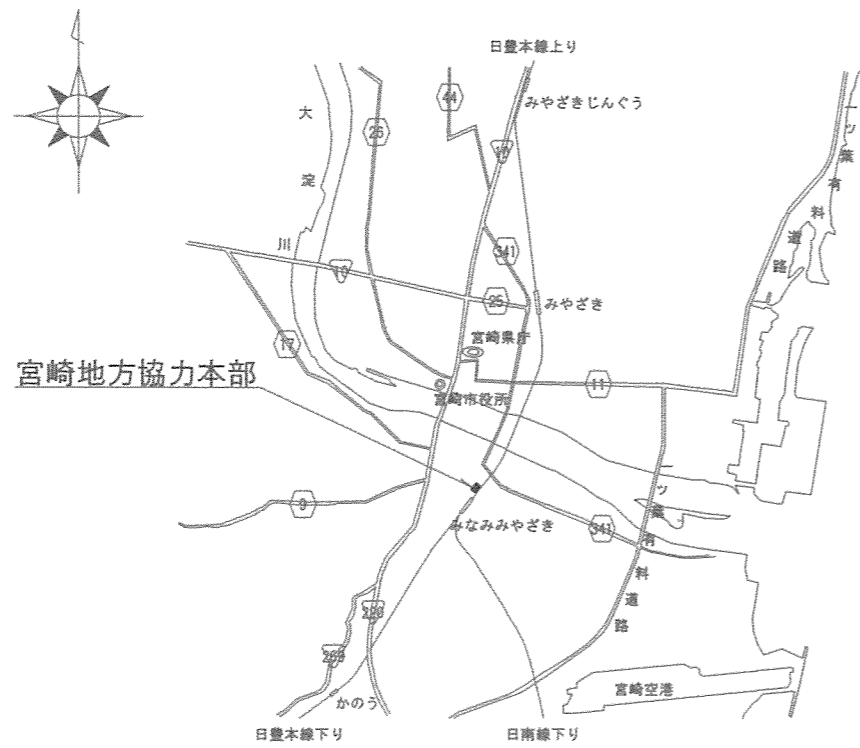 日豊本線上り
44
みやざきじんぐう
26
10
大淀川
一ッ葉有料道路
341
10
25
みやざき
17
宮崎県庁
宮崎地方協力本部
11
宮崎市役所
9
みなみみやざき
341
一ッ葉有料道路
220
269
宮崎空港
かのう
日豊本線下り
日南線下り